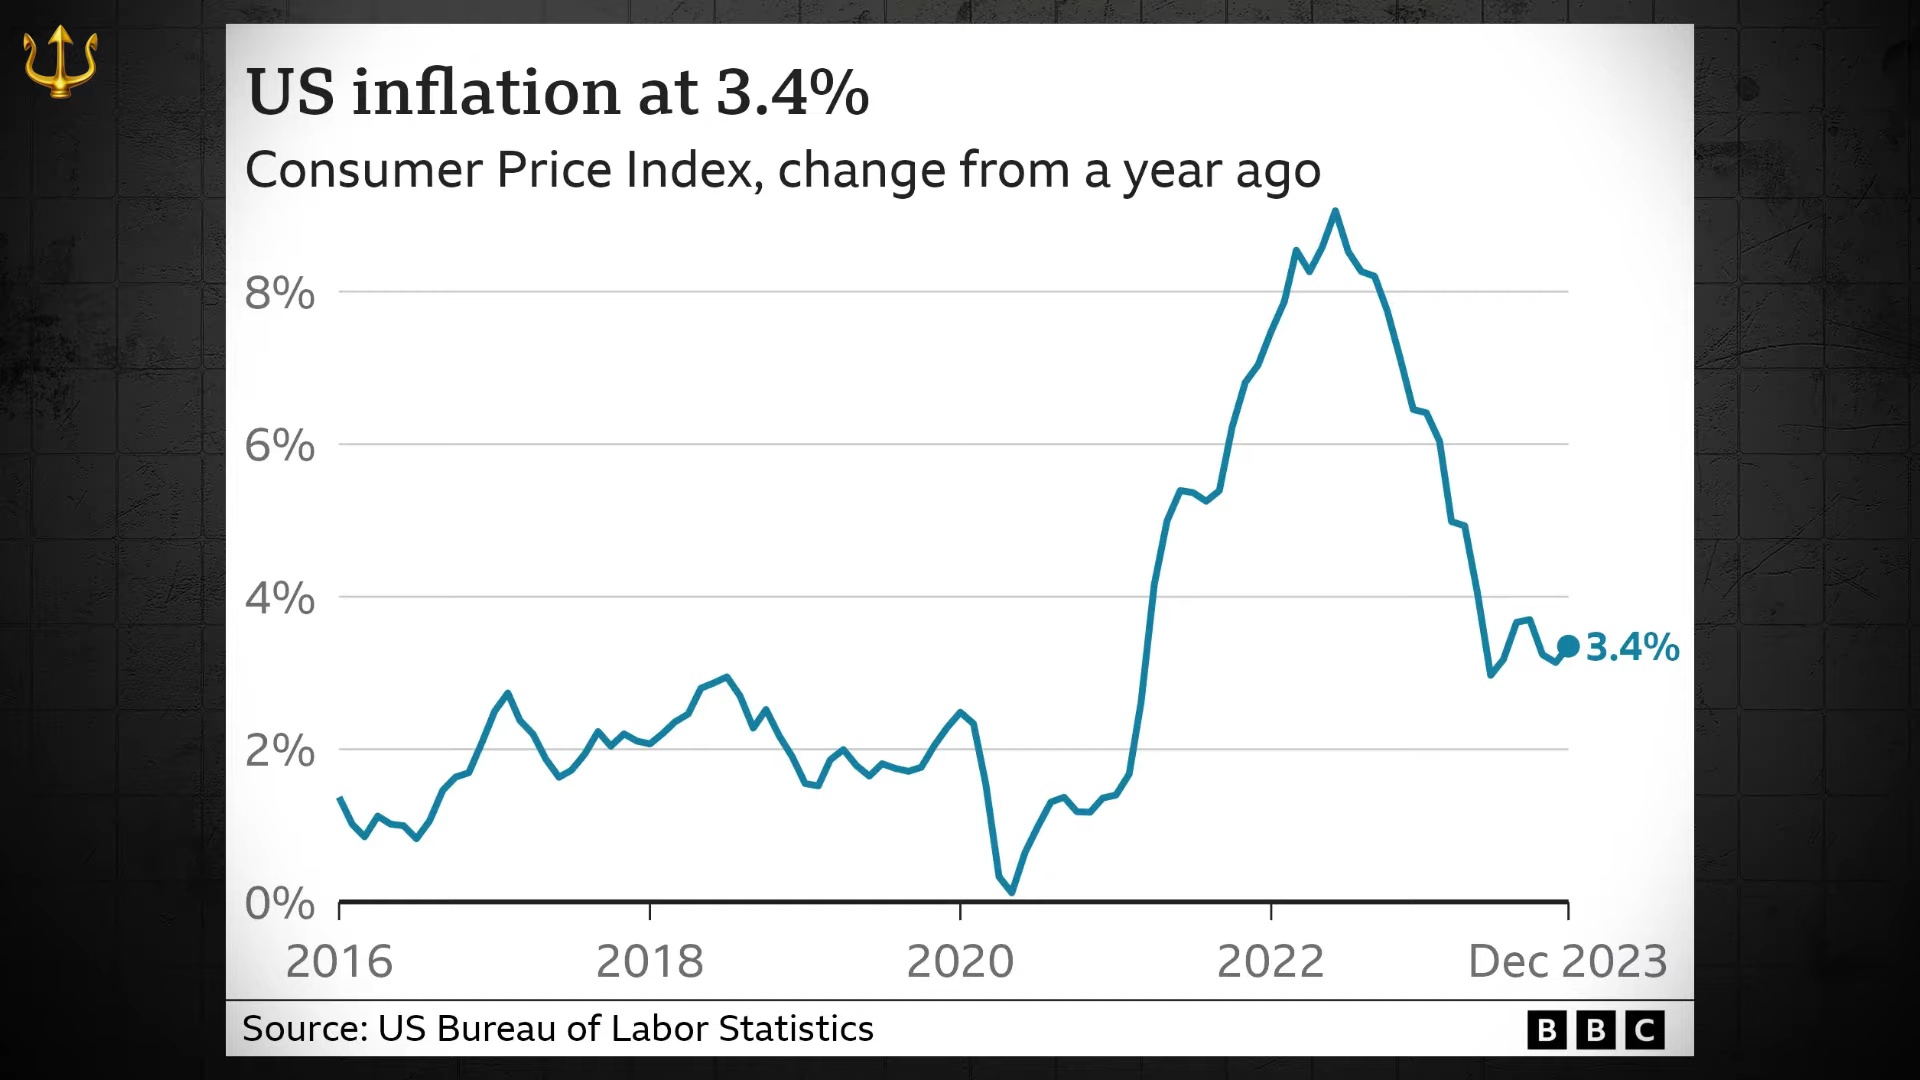 US inflation at 3.4%
Consumer Price Index, change from a year ago
8%
6%
4%
3.4%
2%
0%
2016 2018 2020 2022 Dec 2023
Source: US Bureau of Labor Statistics
BBC